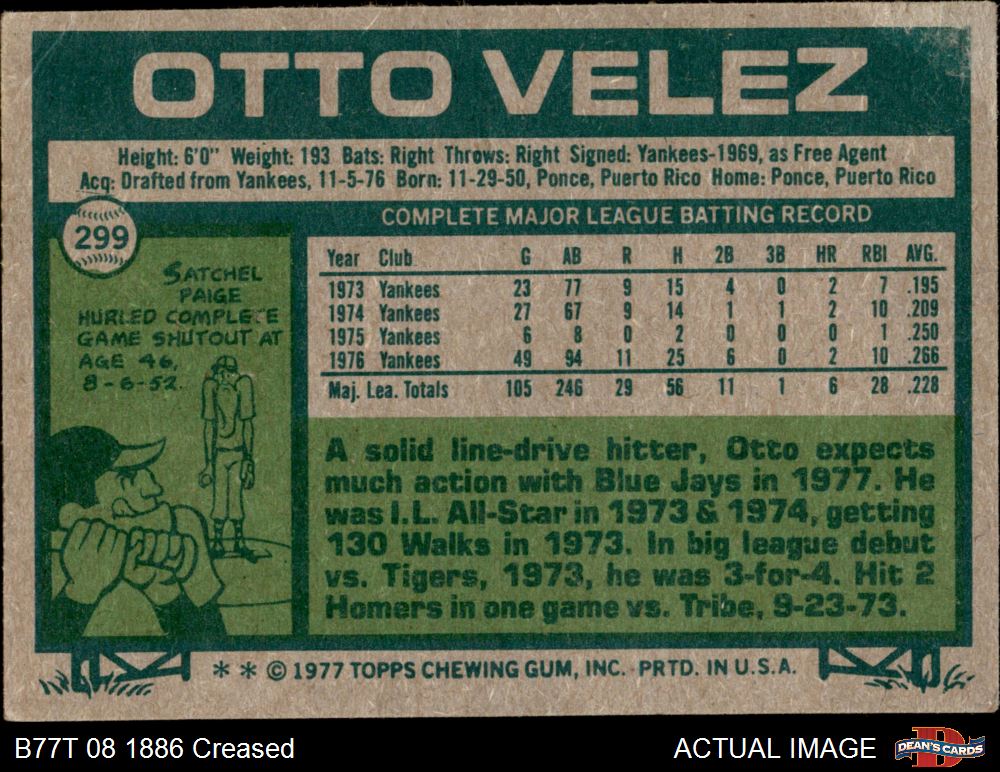 OTTO VELEZ
Height: 6'0" Weight: 193 Bats: Right Throws: Right Signed: Yankees-1969, as Free Agent
Acq: Drafted from Yankees, 11-5-76 Born: 11-29-50, Ponce, Puerto Rico Home: Ponce, Puerto Rico
299
SATCHEL
PAIGE
HURLED COMPLETE
GAME SHUTOUT AT
AGE 46,
8-6-52.
COMPLETE MAJOR LEAGUE BATTING RECORD
Year Club G AB R H 2B 3B HR RBI AVG.
1973 Yankees 23 77 9 15 4 0 2 7 .195
1974 Yankees 27 67 9 14 1 1 2 10 .209
1975 Yankees 6 8 0 2 0 0 0 1 .250
1976 Yankees 49 94 11 25 6 0 2 10 .266
Maj. Lea. Totals 105 246 29 56 11 1 6 28 .228
A solid line-drive hitter, Otto expects
much action with Blue Jays in 1977. He
was I.L. All-Star in 1973 & 1974, getting
130 Walks in 1973. In big league debut
vs. Tigers, 1973, he was 3-for-4. Hit 2
Homers in one game vs. Tribe, 9-23-73.
* * © 1977 TOPPS CHEWING GUM, INC. PRTD. IN U.S.A.
B77T 08 1886 Creased
ACTUAL IMAGE
D
DEAN'S CARDS